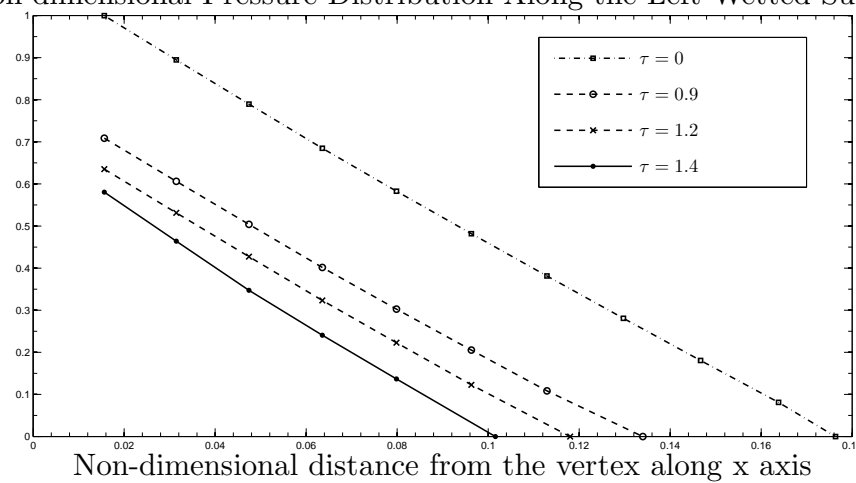 on-dimensional Pressure Distribution Along the Left Wetted Su
1
0.9
0.8
0.7
0.6
0.5
0.4
0.3
0.2
0.1
0
τ = 0
τ = 0.9
τ = 1.2
τ = 1.4
0 0.02 0.04 0.06 0.08 0.1 0.12 0.14 0.16 0.1
Non-dimensional distance from the vertex along x axis